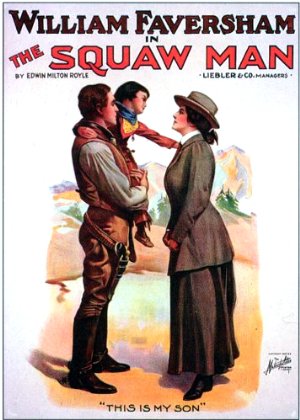 WILLIAM FAVERSHAM
IN
THE SQUAW MAN
BY EDWIN MILTON ROYLE
· LIEBLER & CO. MANAGERS ·
"THIS IS MY SON"